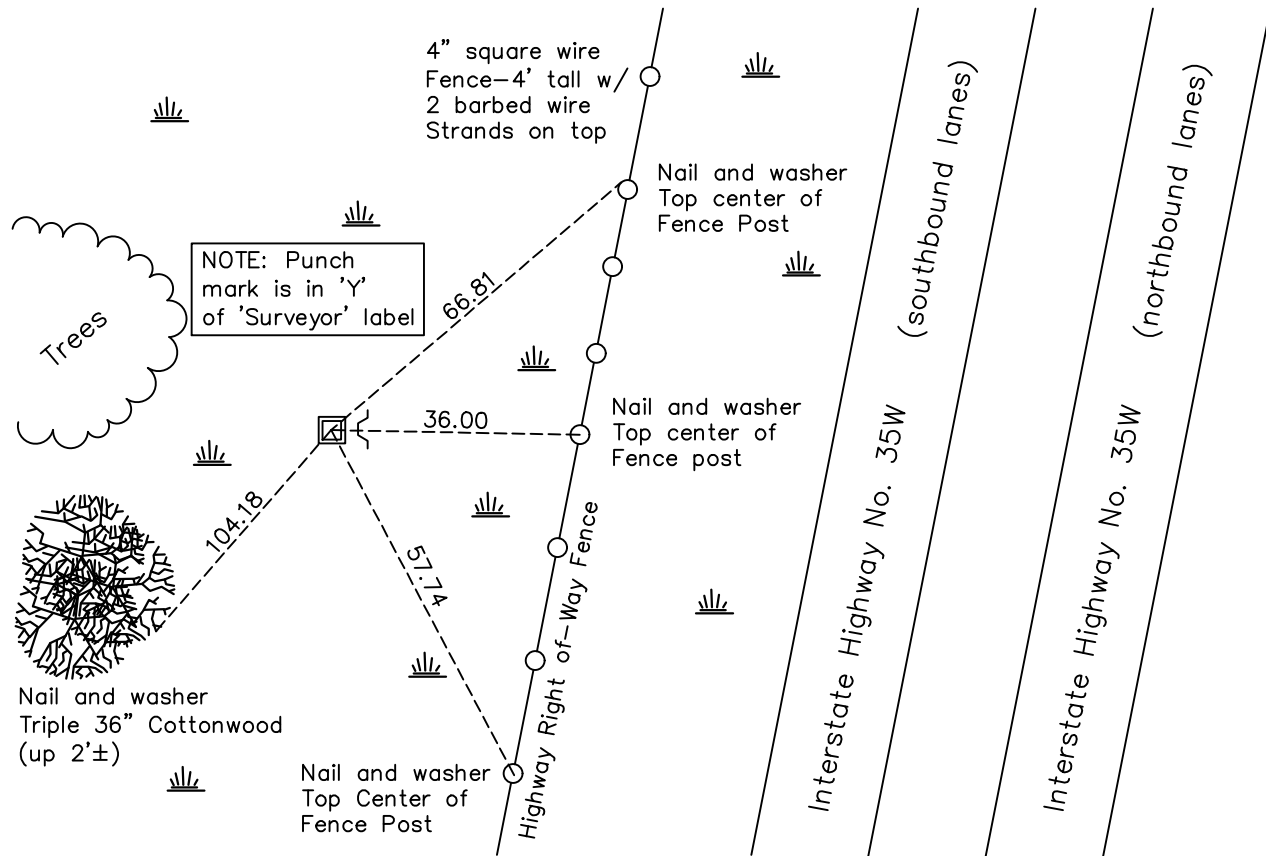 4” square wire
Fence–4’ tall w/
2 barbed wire
Strands on top
Nail and washer
Top center of
Fence Post
NOTE: Punch
mark is in 'Y'
of 'Surveyor' label
Trees
66.81
36.00
Nail and washer
Top center of
Fence post
104.18
57.74
Highway Right of–Way Fence
Nail and washer
Triple 36” Cottonwood
(up 2’±)
Nail and washer
Top Center of
Fence Post
Interstate Highway No. 35W (southbound lanes)
Interstate Highway No. 35W (northbound lanes)